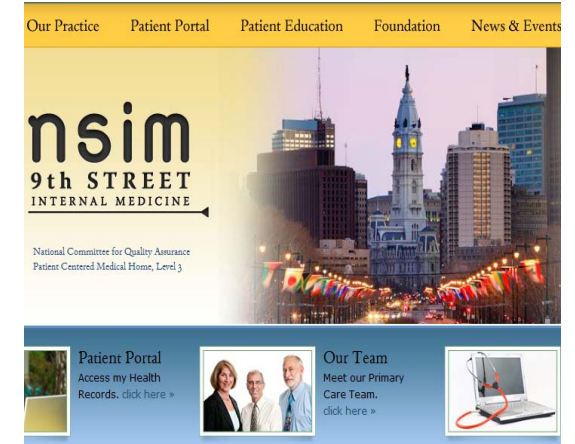 Our Practice Patient Portal Patient Education Foundation News & Events
nsim
9th STREET
INTERNAL MEDICINE
National Committee for Quality Assurance
Patient Centered Medical Home, Level 3
Patient Portal
Access my Health
Records. click here »
Our Team
Meet our Primary
Care Team.
click here »